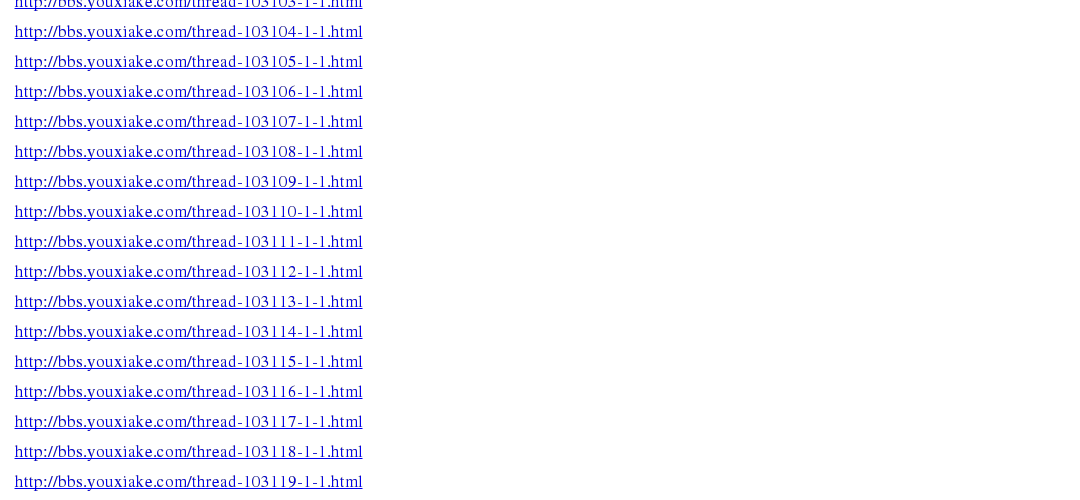 http://bbs.youxiake.com/thread-103103-1-1.html
http://bbs.youxiake.com/thread-103104-1-1.html
http://bbs.youxiake.com/thread-103105-1-1.html
http://bbs.youxiake.com/thread-103106-1-1.html
http://bbs.youxiake.com/thread-103107-1-1.html
http://bbs.youxiake.com/thread-103108-1-1.html
http://bbs.youxiake.com/thread-103109-1-1.html
http://bbs.youxiake.com/thread-103110-1-1.html
http://bbs.youxiake.com/thread-103111-1-1.html
http://bbs.youxiake.com/thread-103112-1-1.html
http://bbs.youxiake.com/thread-103113-1-1.html
http://bbs.youxiake.com/thread-103114-1-1.html
http://bbs.youxiake.com/thread-103115-1-1.html
http://bbs.youxiake.com/thread-103116-1-1.html
http://bbs.youxiake.com/thread-103117-1-1.html
http://bbs.youxiake.com/thread-103118-1-1.html
http://bbs.youxiake.com/thread-103119-1-1.html